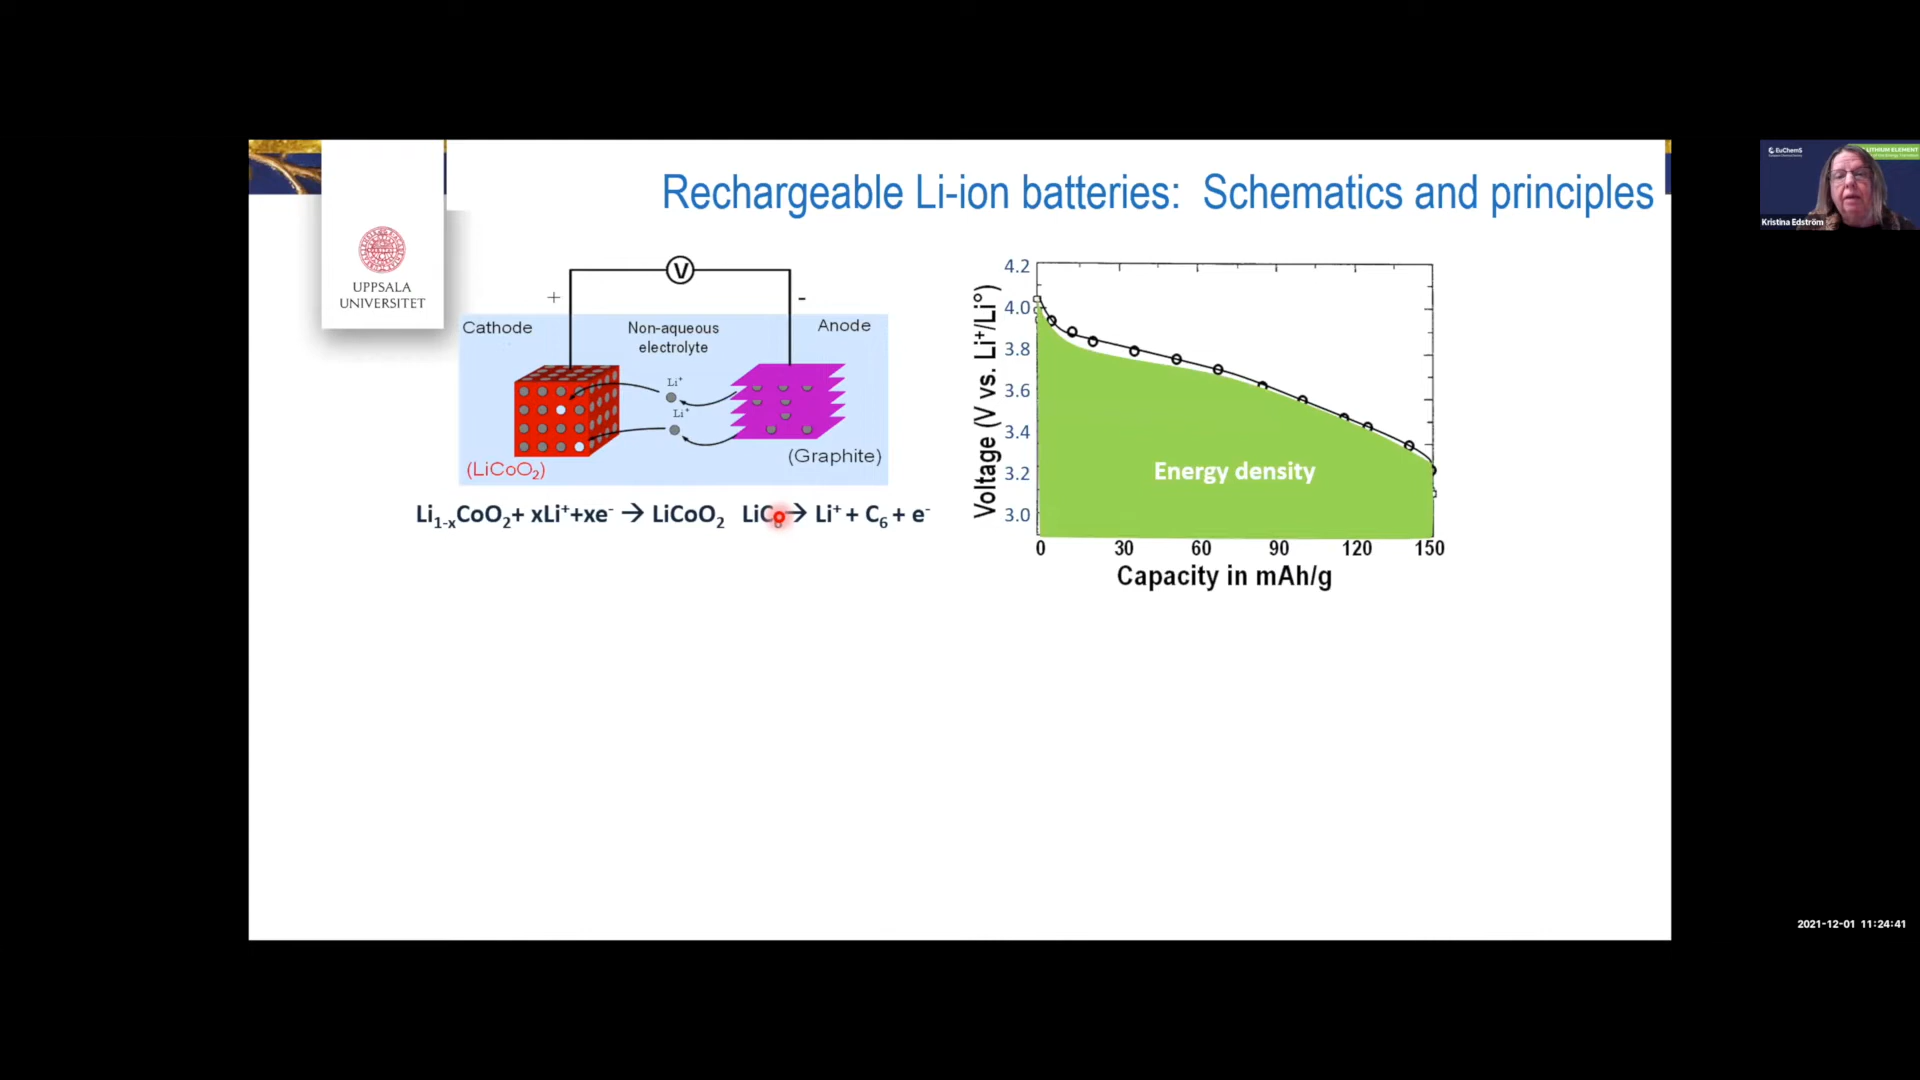 Rechargeable Li-ion batteries: Schematics and principles
UPPSALA
UNIVERSITET
V
+
-
Cathode
Non-aqueous
electrolyte
Anode
Li⁺
Li⁺
(LiCoO₂)
(Graphite)
Li₁₋ₓCoO₂+ xLi⁺+xe⁻ → LiCoO₂ LiC₆→ Li⁺ + C₆ + e⁻
Voltage (V vs. Li⁺/Li°)
4.2
4.0
3.8
3.6
3.4
3.2
3.0
Energy density
0 30 60 90 120 150
Capacity in mAh/g
EuChemS
LITHIUM ELEMENT
Kristina Edström
2021-12-01 11:24:41